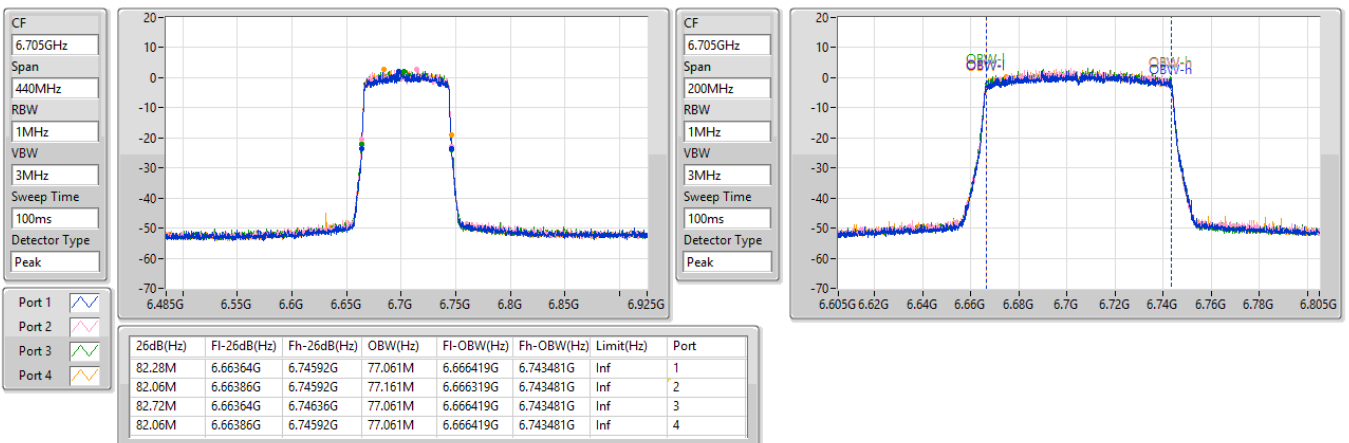 CF
6.705GHz
Span
440MHz
RBW
1MHz
VBW
3MHz
Sweep Time
100ms
Detector Type
Peak
20
10
0
-10
-20
-30
-40
-50
-60
-70
6.485G 6.55G 6.6G 6.65G 6.7G 6.75G 6.8G 6.85G 6.925G
CF
6.705GHz
Span
200MHz
RBW
1MHz
VBW
3MHz
Sweep Time
100ms
Detector Type
Peak
20
10
0
-10
-20
-30
-40
-50
-60
-70
OBW-l OBW-h
OBW-l OBW-h
6.605G 6.62G 6.64G 6.66G 6.68G 6.7G 6.72G 6.74G 6.76G 6.78G 6.805G
Port 1
Port 2
Port 3
Port 4
26dB(Hz) Fl-26dB(Hz) Fh-26dB(Hz) OBW(Hz) Fl-OBW(Hz) Fh-OBW(Hz) Limit(Hz) Port
82.28M 6.66364G 6.74592G 77.061M 6.666419G 6.743481G Inf 1
82.06M 6.66386G 6.74592G 77.161M 6.666319G 6.743481G Inf 2
82.72M 6.66364G 6.74636G 77.061M 6.666419G 6.743481G Inf 3
82.06M 6.66386G 6.74592G 77.061M 6.666419G 6.743481G Inf 4